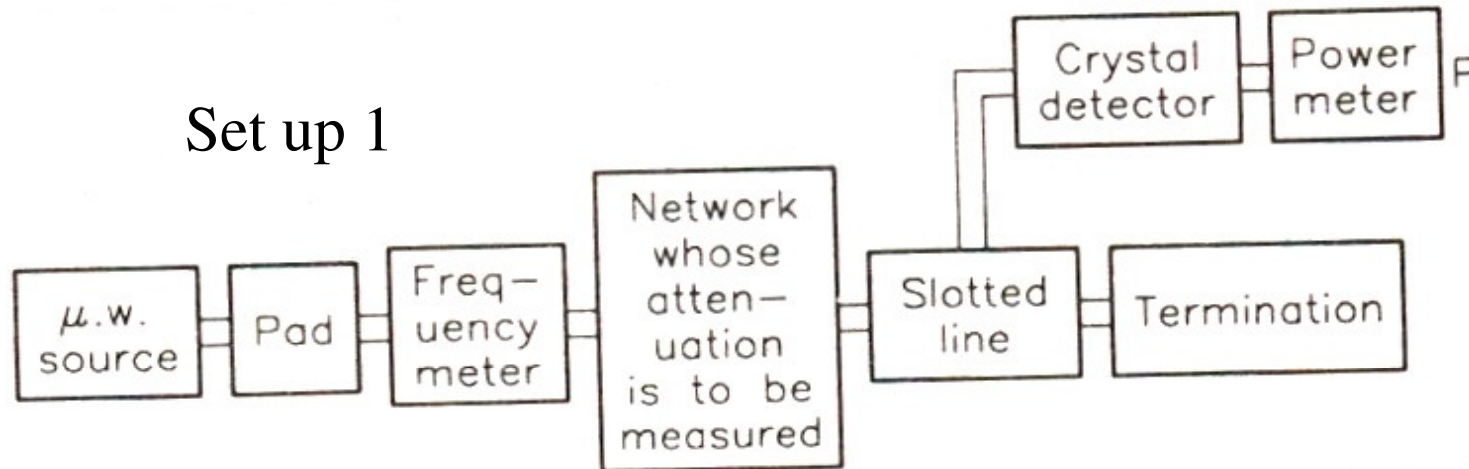 Set up 1
Crystal
detector
Power
meter
P
μ.w.
source
Pad
Freq–
uency
meter
Network
whose
atten–
uation
is to be
measured
Slotted
line
Termination